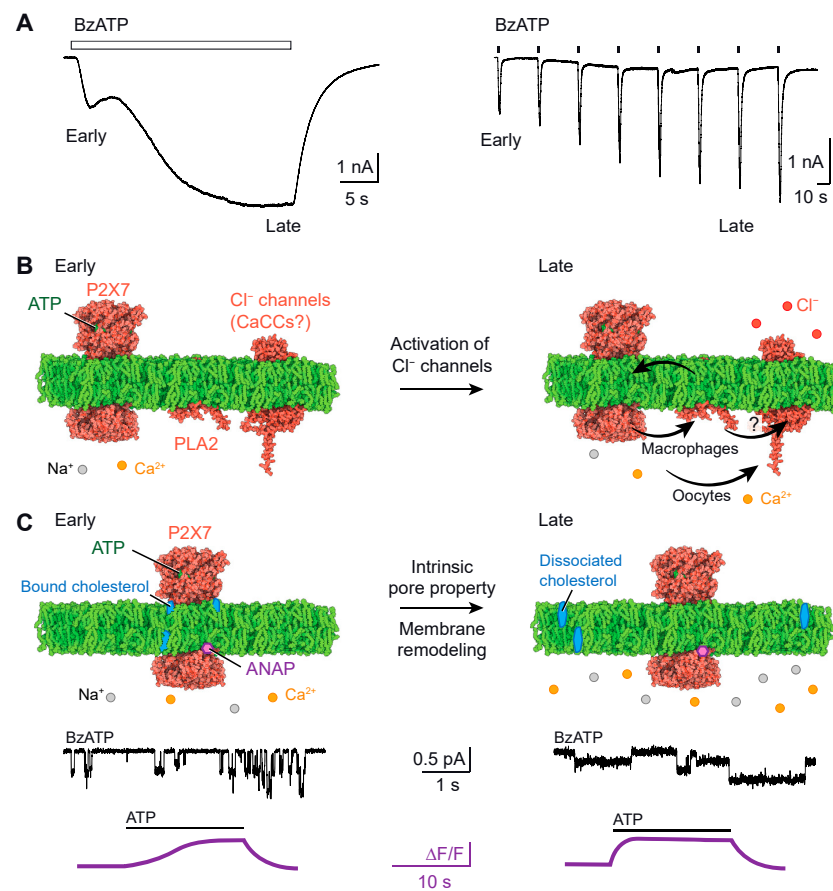 A
BzATP
Early
Late
1 nA
5 s
BzATP
Early
Late
1 nA
10 s
B
Early
P2X7
ATP
Cl⁻ channels
(CaCCs?)
PLA2
Na⁺
Ca²⁺
Activation of
Cl⁻ channels
Late
Cl⁻
?
Macrophages
Oocytes
Ca²⁺
C
Early
P2X7
ATP
Bound cholesterol
ANAP
Na⁺
Ca²⁺
Intrinsic
pore property
Membrane
remodeling
Late
Dissociated
cholesterol
BzATP
0.5 pA
1 s
BzATP
ATP
ΔF/F
10 s
ATP